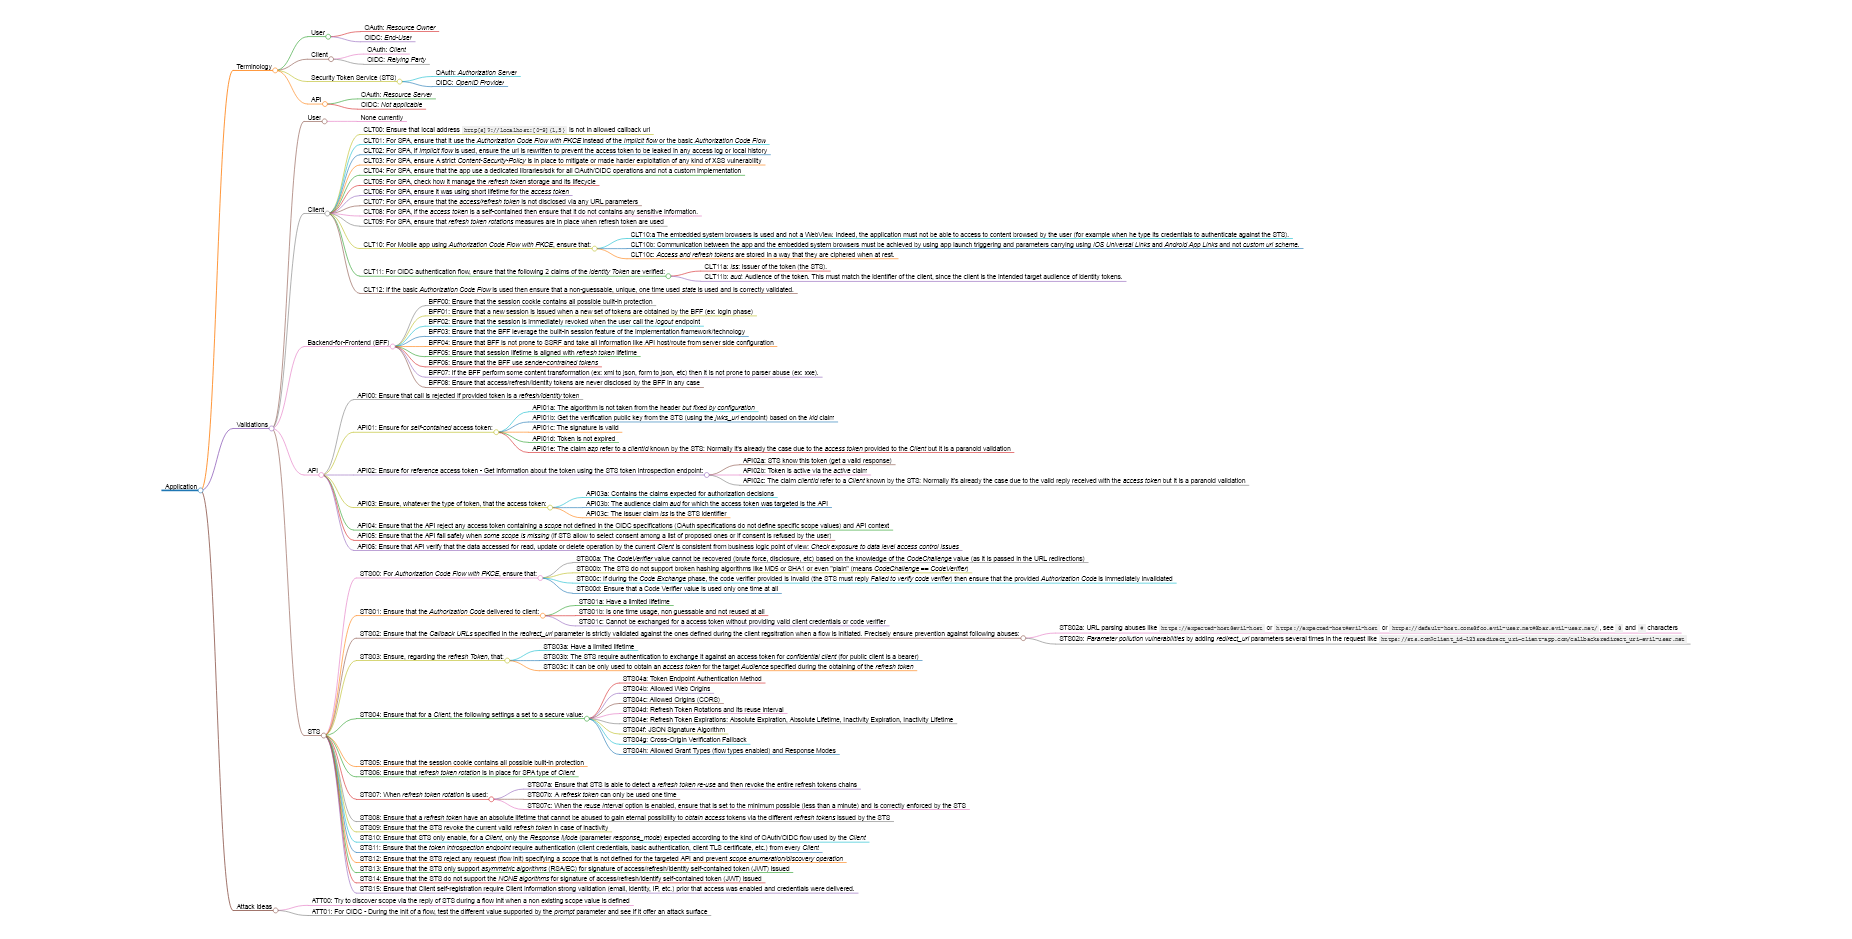 Application
Terminology
User
OAuth: Resource Owner
OIDC: End-User
Client
OAuth: Client
OIDC: Relying Party
Security Token Service (STS)
OAuth: Authorization Server
OIDC: OpenID Provider
API
OAuth: Resource Server
OIDC: Not applicable
Validations
User
None currently
Client
CLT00: Ensure that local address http[s]?://localhost:[0-9]{1,5} is not in allowed callback url
CLT01: For SPA, ensure that it use the Authorization Code Flow with PKCE instead of the Implicit flow or the basic Authorization Code Flow
CLT02: For SPA, if Implicit flow is used, ensure the url is rewritten to prevent the access token to be leaked in any access log or local history
CLT03: For SPA, ensure A strict Content-Security-Policy is in place to mitigate or made harder exploitation of any kind of XSS vulnerability
CLT04: For SPA, ensure that the app use a dedicated libraries/sdk for all OAuth/OIDC operations and not a custom implementation
CLT05: For SPA, check how it manage the refresh token storage and its lifecycle
CLT06: For SPA, ensure it was using short lifetime for the access token
CLT07: For SPA, ensure that the access/refresh token is not disclosed via any URL parameters
CLT08: For SPA, if the access token is a self-contained then ensure that it do not contains any sensitive information.
CLT09: For SPA, ensure that refresh token rotations measures are in place when refresh token are used
CLT10: For Mobile app using Authorization Code Flow with PKCE, ensure that:
CLT10:a The embedded system browsers is used and not a WebView. Indeed, the application must not be able to access to content browsed by the user (for example when he type its credentials to authenticate against the STS).
CLT10b: Communication between the app and the embedded system browsers must be achieved by using app launch triggering and parameters carrying using iOS Universal Links and Android App Links and not custom uri scheme.
CLT10c: Access and refresh tokens are stored in a way that they are ciphered when at rest.
CLT11: For OIDC authentication flow, ensure that the following 2 claims of the Identity Token are verified:
CLT11a: iss: Issuer of the token (the STS).
CLT11b: aud: Audience of the token. This must match the identifier of the client, since the client is the intended target audience of identity tokens.
CLT12: If the basic Authorization Code Flow is used then ensure that a non-guessable, unique, one time used state is used and is correctly validated.
Backend-for-Frontend (BFF)
BFF00: Ensure that the session cookie contains all possible built-in protection
BFF01: Ensure that a new session is issued when a new set of tokens are obtained by the BFF (ex: login phase)
BFF02: Ensure that the session is immediately revoked when the user call the logout endpoint
BFF03: Ensure that the BFF leverage the built-in session feature of the implementation framework/technology
BFF04: Ensure that BFF is not prone to SSRF and take all information like API host/route from server side configuration
BFF05: Ensure that session lifetime is aligned with refresh token lifetime
BFF06: Ensure that the BFF use sender-contrained tokens
BFF07: If the BFF perform some content transformation (ex: xml to json, form to json, etc) then it is not prone to parser abuse (ex: xxe).
BFF08: Ensure that access/refresh/identity tokens are never disclosed by the BFF in any case
API
API00: Ensure that call is rejected if provided token is a refresh/identity token
API01: Ensure for self-contained access token:
API01a: The algorithm is not taken from the header but fixed by configuration
API01b: Get the verification public key from the STS (using the jwks_uri endpoint) based on the kid claim
API01c: The signature is valid
API01d: Token is not expired
API01e: The claim azp refer to a clientid known by the STS: Normally it's already the case due to the access token provided to the Client but it is a paranoid validation
API02: Ensure for reference access token - Get information about the token using the STS token introspection endpoint:
API02a: STS know this token (get a valid response)
API02b: Token is active via the active claim
API02c: The claim clientid refer to a Client known by the STS: Normally it's already the case due to the valid reply received with the access token but it is a paranoid validation
API03: Ensure, whatever the type of token, that the access token:
API03a: Contains the claims expected for authorization decisions
API03b: The audience claim aud for which the access token was targeted is the API
API03c: The issuer claim iss is the STS identifier
API04: Ensure that the API reject any access token containing a scope not defined in the OIDC specifications (OAuth specifications do not define specific scope values) and API context
API05: Ensure that the API fail safely when some scope is missing (if STS allow to select consent among a list of proposed ones or if consent is refused by the user)
API06: Ensure that API verify that the data accessed for read, update or delete operation by the current Client is consistent from business logic point of view: Check exposure to data level access control issues
STS
STS00: For Authorization Code Flow with PKCE, ensure that:
STS00a: The CodeVerifier value cannot be recovered (brute force, disclosure, etc) based on the knowledge of the CodeChallenge value (as it is passed in the URL redirections)
STS00b: The STS do not support broken hashing algorithms like MD5 or SHA1 or even "plain" (means CodeChallenge == CodeVerifier)
STS00c: If during the Code Exchange phase, the code verifier provided is invalid (the STS must reply Failed to verify code verifier) then ensure that the provided Authorization Code is immediately invalidated
STS00d: Ensure that a Code Verifier value is used only one time at all
STS01: Ensure that the Authorization Code delivered to client:
STS01a: Have a limited lifetime
STS01b: Is one time usage, non guessable and not reused at all
STS01c: Cannot be exchanged for a access token without providing valid client credentials or code verifier
STS02: Ensure that the Callback URLs specified in the redirect_uri parameter is strictly validated against the ones defined during the client regsitration when a flow is initiated. Precisely ensure prevention against following abuses:
STS02a: URL parsing abuses like https://expected-host@evil-host or https://expected-host#evil-host or https://default-host.com&@foo.evil-user.net#@bar.evil-user.net/ , see @ and # characters
STS02b: Parameter pollution vulnerabilities by adding redirect_uri parameters several times in the request like https://sts.com?client_id=123&redirect_uri=client-app.com/callback&redirect_uri=evil-user.net
STS03: Ensure, regarding the refresh Token, that:
STS03a: Have a limited lifetime
STS03b: The STS require authentication to exchange it against an access token for confidential client (for public client is a bearer)
STS03c: It can be only used to obtain an access token for the target Audience specified during the obtaining of the refresh token
STS04: Ensure that for a Client, the following settings a set to a secure value:
STS04a: Token Endpoint Authentication Method
STS04b: Allowed Web Origins
STS04c: Allowed Origins (CORS)
STS04d: Refresh Token Rotations and its reuse interval
STS04e: Refresh Token Expirations: Absolute Expiration, Absolute Lifetime, Inactivity Expiration, Inactivity Lifetime
STS04f: JSON Signature Algorithm
STS04g: Cross-Origin Verification Fallback
STS04h: Allowed Grant Types (flow types enabled) and Response Modes
STS05: Ensure that the session cookie contains all possible built-in protection
STS06: Ensure that refresh token rotation is in place for SPA type of Client
STS07: When refresh token rotation is used:
STS07a: Ensure that STS is able to detect a refresh token re-use and then revoke the entire refresh tokens chains
STS07b: A refresk token can only be used one time
STS07c: When the reuse interval option is enabled, ensure that is set to the minimum possible (less than a minute) and is correctly enforced by the STS
STS08: Ensure that a refresh token have an absolute lifetime that cannot be abused to gain eternal possibility to obtain access tokens via the different refresh tokens issued by the STS
STS09: Ensure that the STS revoke the current valid refresh token in case of inactivity
STS10: Ensure that STS only enable, for a Client, only the Response Mode (parameter response_mode) expected according to the kind of OAuth/OIDC flow used by the Client
STS11: Ensure that the token introspection endpoint require authentication (client credentials, basic authentication, client TLS certificate, etc.) from every Client
STS12: Ensure that the STS reject any request (flow init) specifying a scope that is not defined for the targeted API and prevent scope enumeration/discovery operation
STS13: Ensure that the STS only support asymetric algorithms (RSA/EC) for signature of access/refresh/identity self-contained token (JWT) issued
STS14: Ensure that the STS do not support the NONE algorithms for signature of access/refresh/identify self-contained token (JWT) issued
STS15: Ensure that Client self-registration require Client information strong validation (email, identity, IP, etc.) prior that access was enabled and credentials were delivered.
Attack Ideas
ATT00: Try to discover scope via the reply of STS during a flow init when a non existing scope value is defined
ATT01: For OIDC - During the init of a flow, test the different value supported by the prompt parameter and see if it offer an attack surface